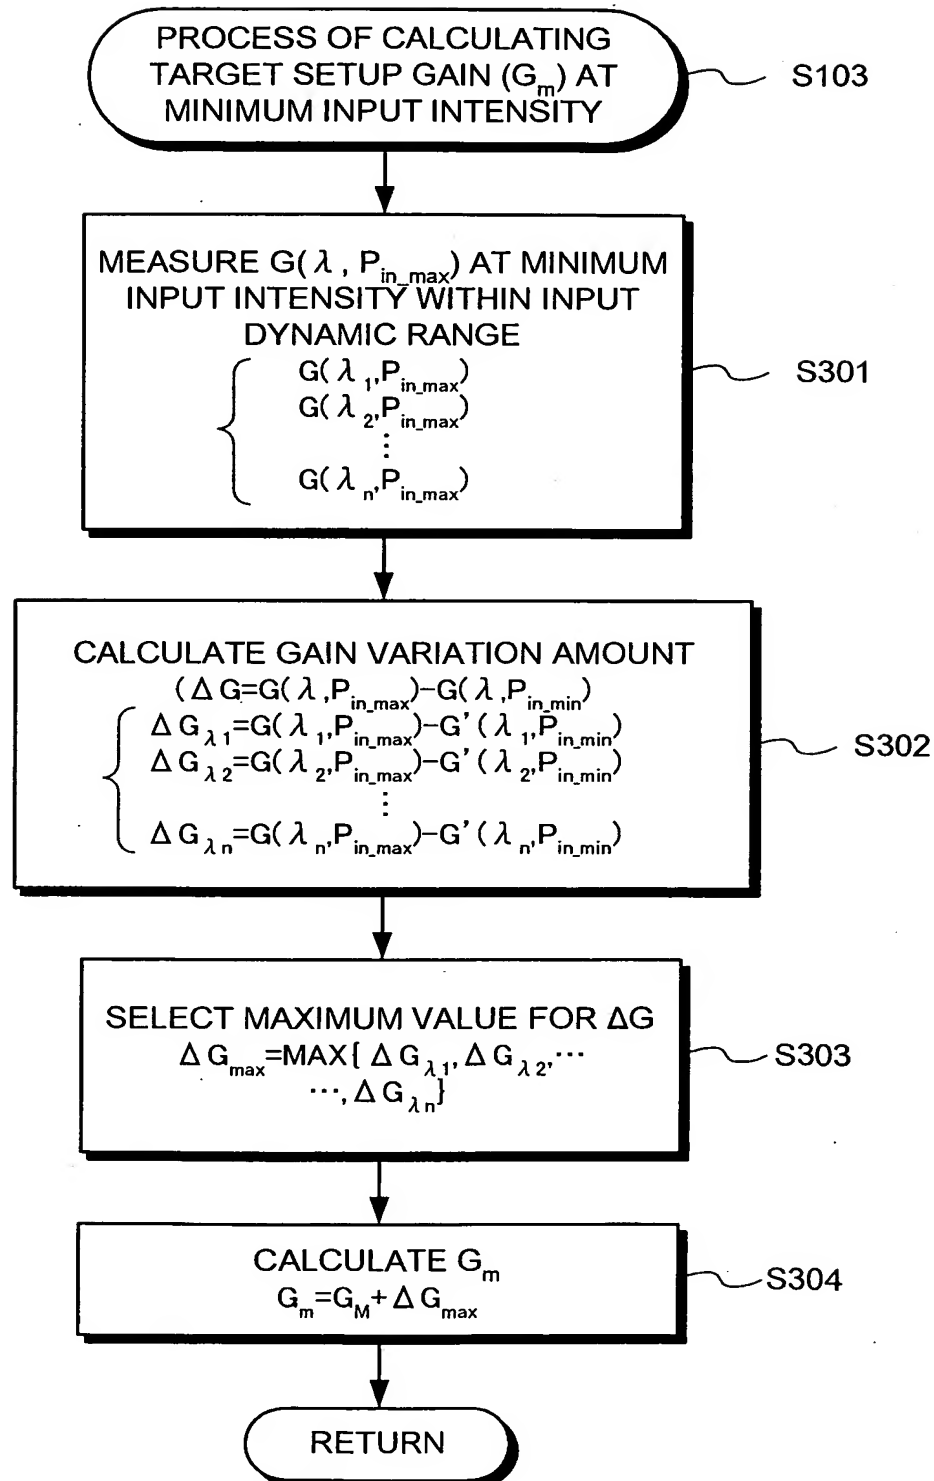 PROCESS OF CALCULATING
TARGET SETUP GAIN (Gm) AT
MINIMUM INPUT INTENSITY
S103
MEASURE G(λ, Pin_max) AT MINIMUM
INPUT INTENSITY WITHIN INPUT
DYNAMIC RANGE
G(λ1,Pin_max)
G(λ2,Pin_max)
⋮
G(λn,Pin_max)
S301
CALCULATE GAIN VARIATION AMOUNT
(ΔG=G(λ,Pin_max)-G(λ,Pin_min)
ΔGλ1=G(λ1,Pin_max)-G'(λ1,Pin_min)
ΔGλ2=G(λ2,Pin_max)-G'(λ2,Pin_min)
⋮
ΔGλn=G(λn,Pin_max)-G'(λn,Pin_min)
S302
SELECT MAXIMUM VALUE FOR ΔG
ΔGmax=MAX{ΔGλ1,ΔGλ2,⋯
⋯,ΔGλn}
S303
CALCULATE Gm
Gm=GM+ΔGmax
S304
RETURN